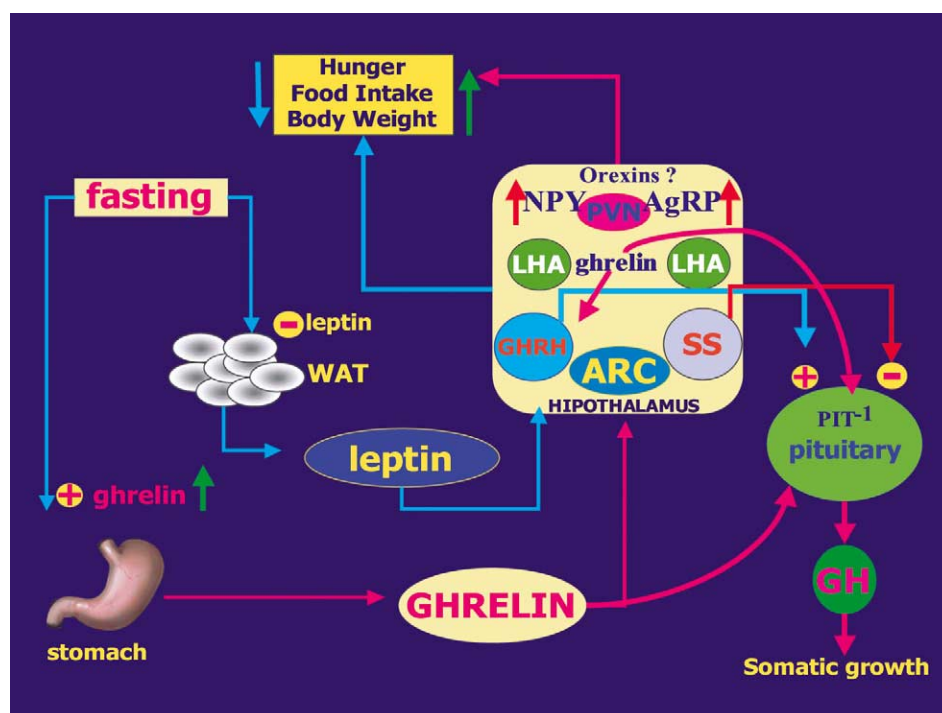 Hunger
Food Intake
Body Weight
fasting
Orexins ?
NPY PVN AgRP
LHA ghrelin LHA
GHRH SS
ARC
HIPOTHALAMUS
- leptin
WAT
leptin
+ -
PIT-1
pituitary
+ ghrelin
GHRELIN
GH
stomach
Somatic growth